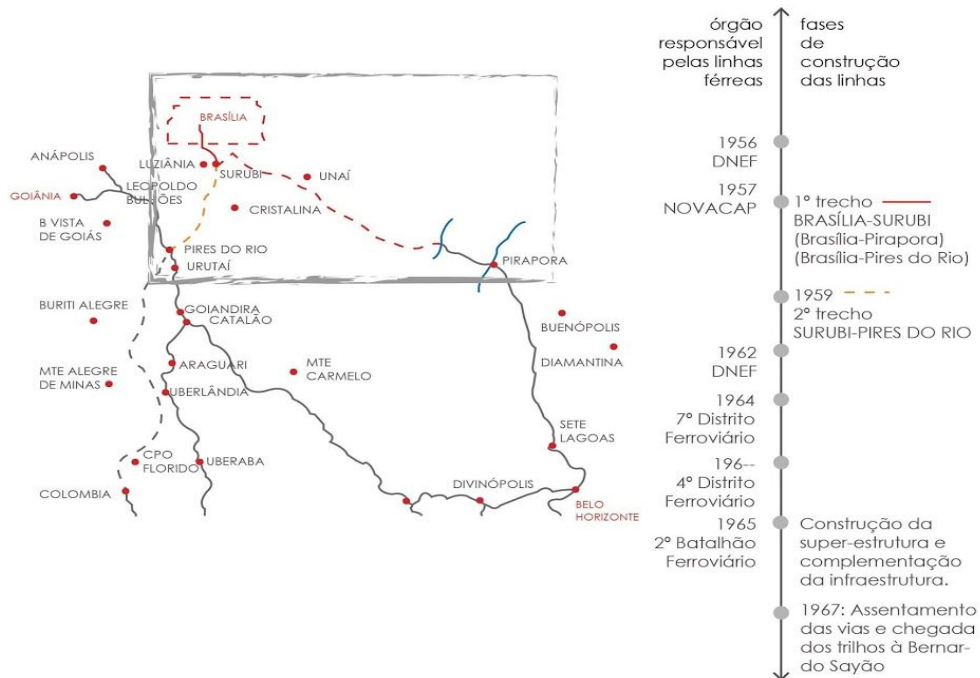 BRASÍLIA
ANÁPOLIS
LUZIÂNIA
SURUBI
UNAÍ
GOIÂNIA
LEOPOLDO
BULHÕES
CRISTALINA
B VISTA
DE GOIÁS
PIRES DO RIO
URUTAÍ
PIRAPORA
BURITI ALEGRE
GOIANDIRA
CATALÃO
BUENÓPOLIS
DIAMANTINA
MTE ALEGRE
DE MINAS
ARAGUARI
MTE
CARMELO
UBERLÂNDIA
SETE
LAGOAS
CPO
FLORIDO
UBERABA
COLOMBIA
DIVINÓPOLIS
BELO
HORIZONTE
órgão
responsável
pelas linhas
férreas
fases
de
construção
das linhas
1956
DNEF
1957
NOVACAP
1º trecho
BRASÍLIA-SURUBI
(Brasília-Pirapora)
(Brasília-Pires do Rio)
1959
2º trecho
SURUBI-PIRES DO RIO
1962
DNEF
1964
7º Distrito
Ferroviário
196--
4º Distrito
Ferroviário
1965
2º Batalhão
Ferroviário
Construção da
super-estrutura e
complementação
da infraestrutura.
1967: Assentamento
das vias e chegada
dos trilhos à Bernar-
do Sayão